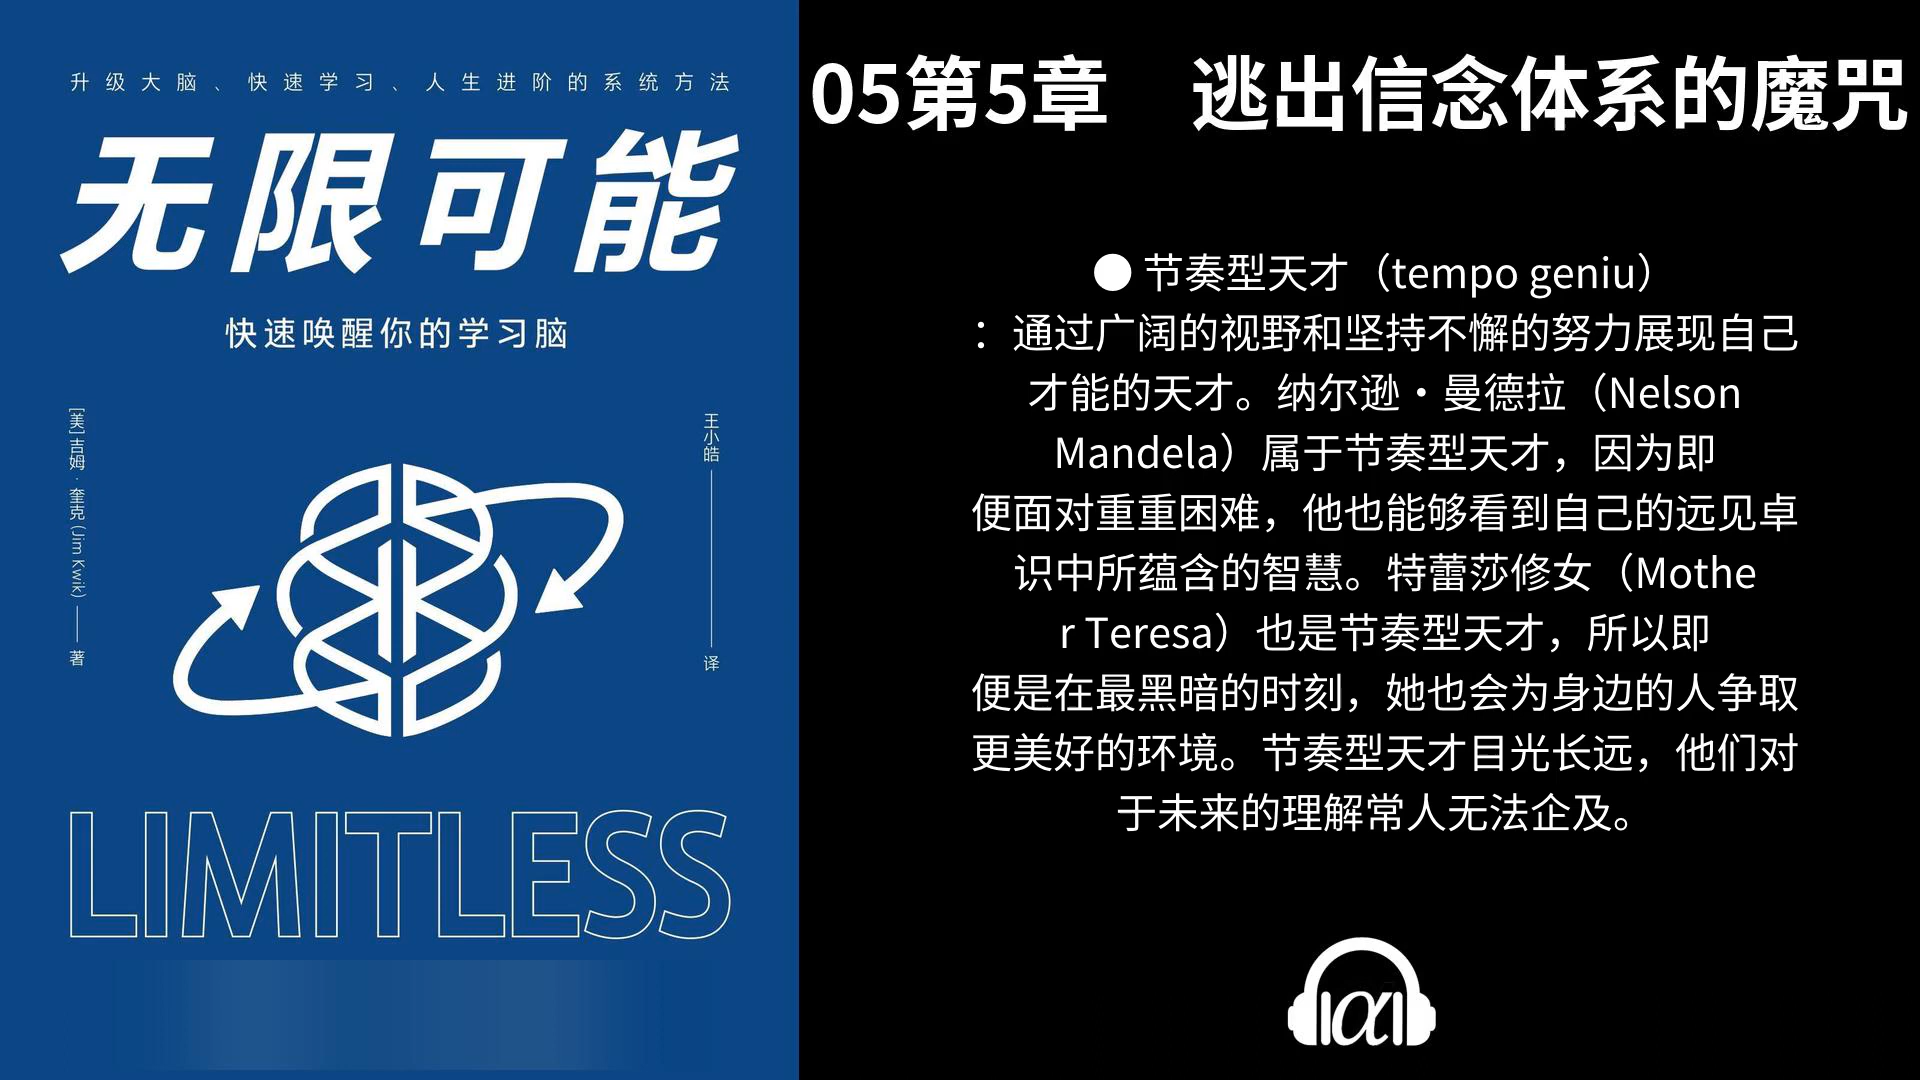 升级大脑、快速学习、人生进阶的系统方法
无限可能
快速唤醒你的学习脑
[美]吉姆·奎克(Jim Kwik)——著
王小皓——译
LIMITLESS
05第5章　逃出信念体系的魔咒
● 节奏型天才（tempo geniu）
：通过广阔的视野和坚持不懈的努力展现自己
才能的天才。纳尔逊・曼德拉（Nelson
Mandela）属于节奏型天才，因为即
便面对重重困难，他也能够看到自己的远见卓
识中所蕴含的智慧。特蕾莎修女（Mothe
r Teresa）也是节奏型天才，所以即
便是在最黑暗的时刻，她也会为身边的人争取
更美好的环境。节奏型天才目光长远，他们对
于未来的理解常人无法企及。